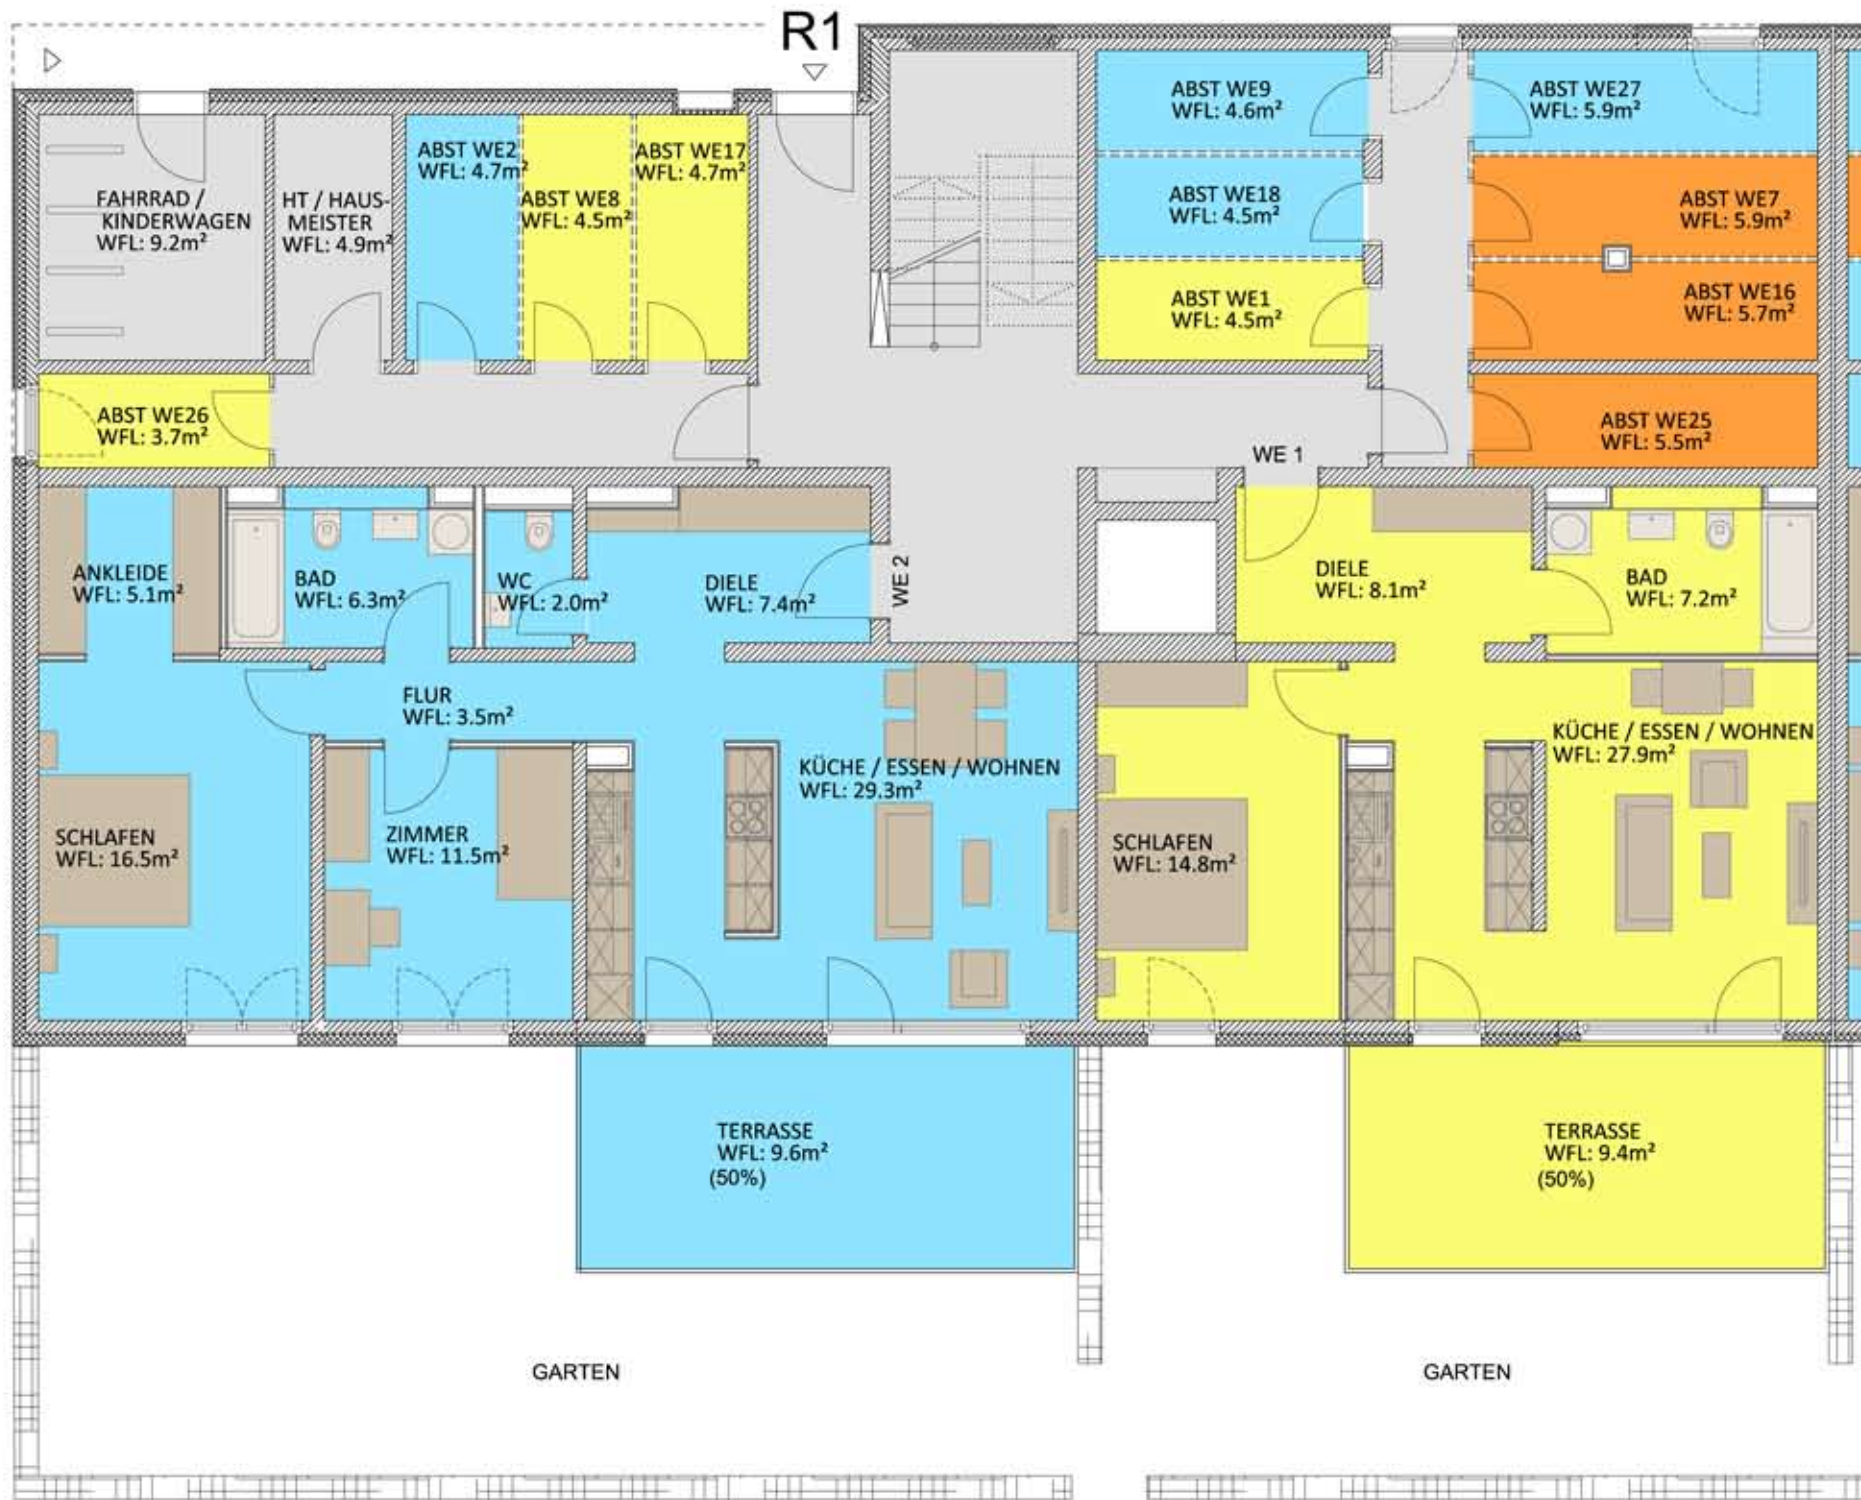 R1
ABST WE9
WFL: 4.6m²
ABST WE27
WFL: 5.9m²
ABST WE2
WFL: 4.7m²
ABST WE8
WFL: 4.5m²
ABST WE17
WFL: 4.7m²
FAHRRAD /
KINDERWAGEN
WFL: 9.2m²
HT / HAUS-
MEISTER
WFL: 4.9m²
ABST WE18
WFL: 4.5m²
ABST WE7
WFL: 5.9m²
ABST WE1
WFL: 4.5m²
ABST WE16
WFL: 5.7m²
ABST WE26
WFL: 3.7m²
ABST WE25
WFL: 5.5m²
WE 1
ANKLEIDE
WFL: 5.1m²
BAD
WFL: 6.3m²
WC
WFL: 2.0m²
DIELE
WFL: 7.4m²
WE 2
DIELE
WFL: 8.1m²
BAD
WFL: 7.2m²
FLUR
WFL: 3.5m²
KÜCHE / ESSEN / WOHNEN
WFL: 29.3m²
KÜCHE / ESSEN / WOHNEN
WFL: 27.9m²
SCHLAFEN
WFL: 16.5m²
ZIMMER
WFL: 11.5m²
SCHLAFEN
WFL: 14.8m²
TERRASSE
WFL: 9.6m²
(50%)
TERRASSE
WFL: 9.4m²
(50%)
GARTEN
GARTEN